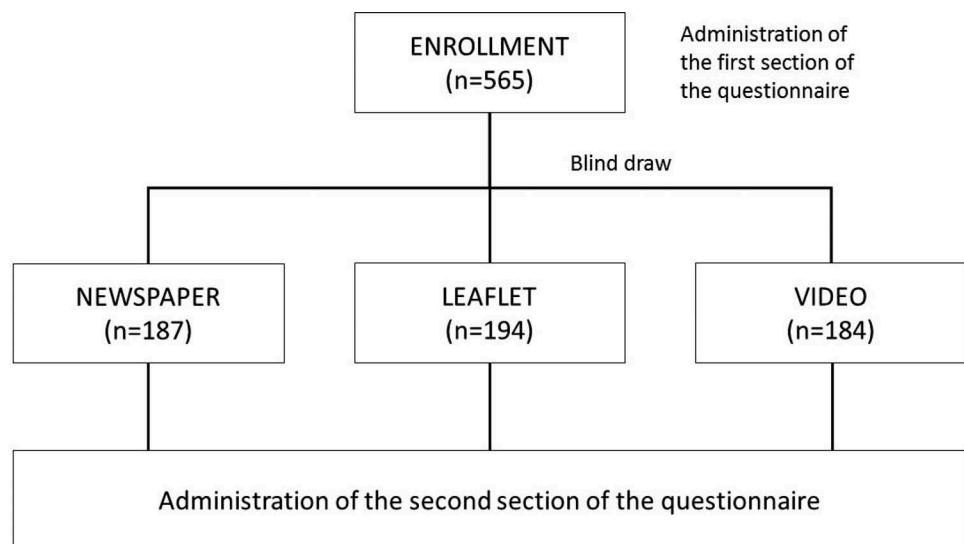 ENROLLMENT
(n=565)
Administration of
the first section of
the questionnaire
Blind draw
NEWSPAPER
(n=187)
LEAFLET
(n=194)
VIDEO
(n=184)
Administration of the second section of the questionnaire